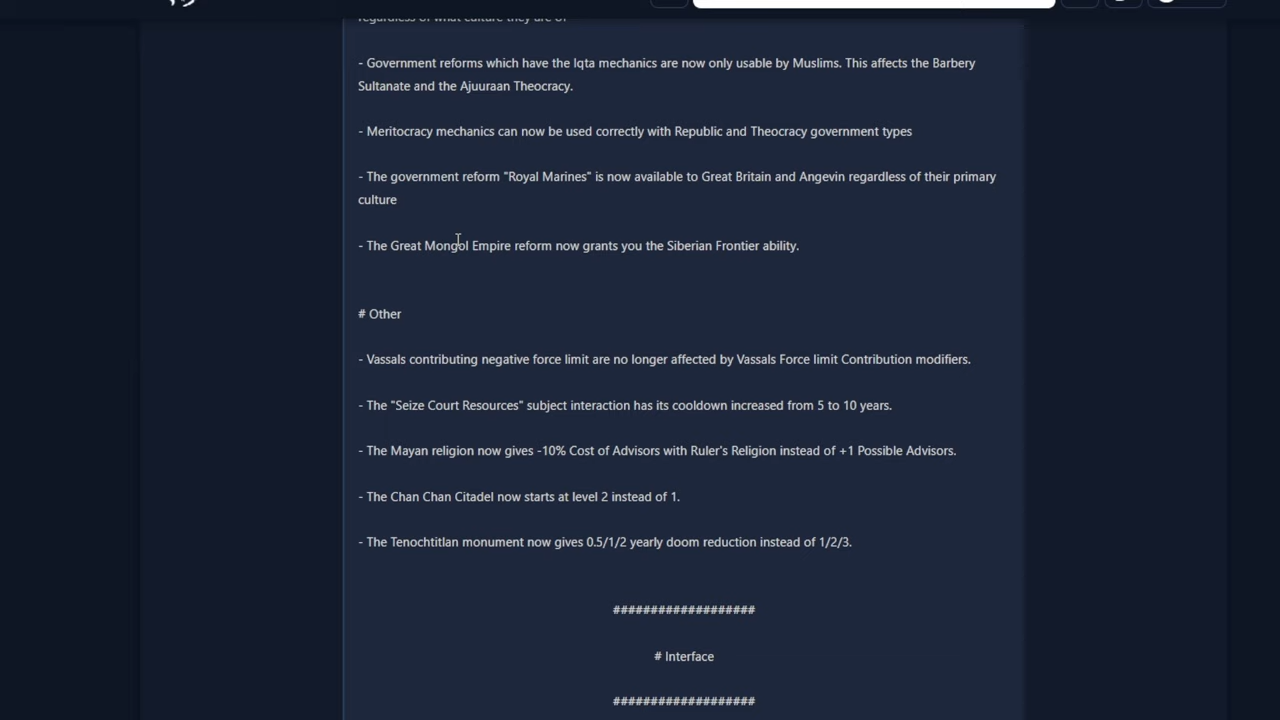 regardless of what culture they are of
- Government reforms which have the Iqta mechanics are now only usable by Muslims. This affects the Barbery
Sultanate and the Ajuuraan Theocracy.
- Meritocracy mechanics can now be used correctly with Republic and Theocracy government types
- The government reform "Royal Marines" is now available to Great Britain and Angevin regardless of their primary
culture
- The Great Mongol Empire reform now grants you the Siberian Frontier ability.
# Other
- Vassals contributing negative force limit are no longer affected by Vassals Force limit Contribution modifiers.
- The "Seize Court Resources" subject interaction has its cooldown increased from 5 to 10 years.
- The Mayan religion now gives -10% Cost of Advisors with Ruler's Religion instead of +1 Possible Advisors.
- The Chan Chan Citadel now starts at level 2 instead of 1.
- The Tenochtitlan monument now gives 0.5/1/2 yearly doom reduction instead of 1/2/3.
###################
# Interface
###################